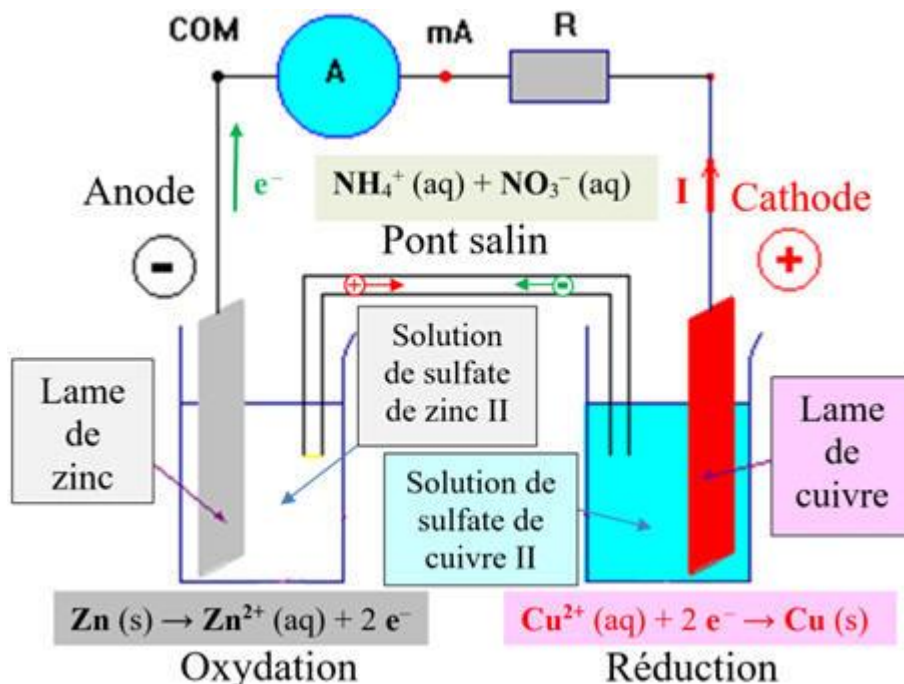 COM
A
mA
R
Anode
e⁻
NH₄⁺ (aq) + NO₃⁻ (aq)
Pont salin
I
Cathode
-
+
+
-
Lame
de
zinc
Solution
de sulfate
de zinc II
Solution de
sulfate de
cuivre II
Lame
de
cuivre
Zn (s) → Zn²⁺ (aq) + 2 e⁻
Oxydation
Cu²⁺ (aq) + 2 e⁻ → Cu (s)
Réduction